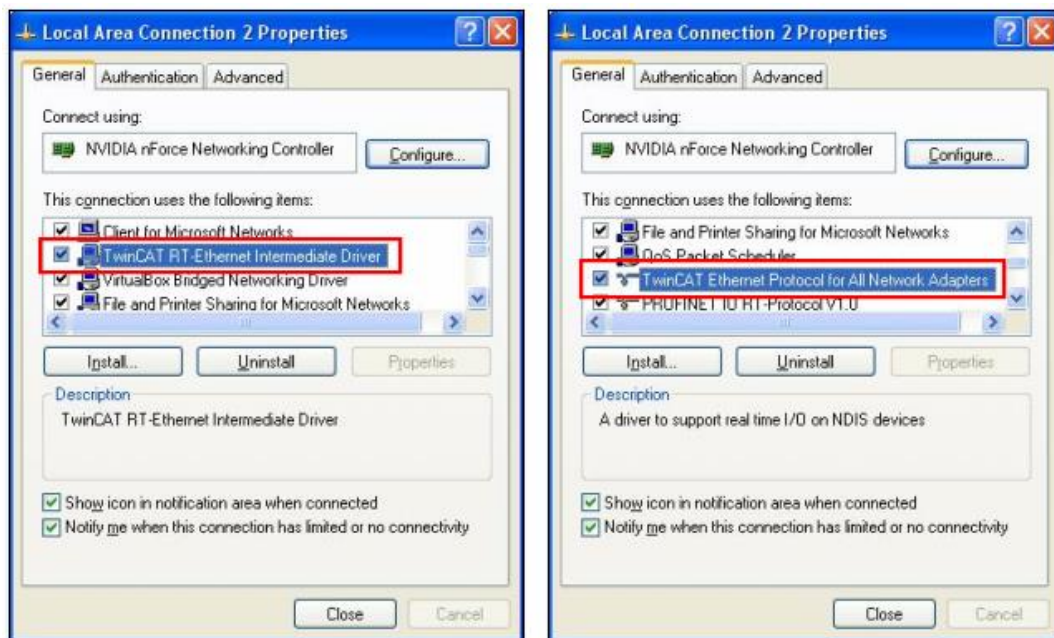 Local Area Connection 2 Properties
General Authentication Advanced
Connect using:
NVIDIA nForce Networking Controller
Configure...
This connection uses the following items:
Client for Microsoft Networks
TwinCAT RT-Ethernet Intermediate Driver
VirtualBox Bridged Networking Driver
File and Printer Sharing for Microsoft Networks
Install... Uninstall Properties
Description
TwinCAT RT-Ethernet Intermediate Driver
Show icon in notification area when connected
Notify me when this connection has limited or no connectivity
Close Cancel
Local Area Connection 2 Properties
General Authentication Advanced
Connect using:
NVIDIA nForce Networking Controller
Configure...
This connection uses the following items:
File and Printer Sharing for Microsoft Networks
QoS Packet Scheduler
TwinCAT Ethernet Protocol for All Network Adapters
PROFINET IO RT-Protocol V1.0
Install... Uninstall Properties
Description
A driver to support real time I/O on NDIS devices
Show icon in notification area when connected
Notify me when this connection has limited or no connectivity
Close Cancel